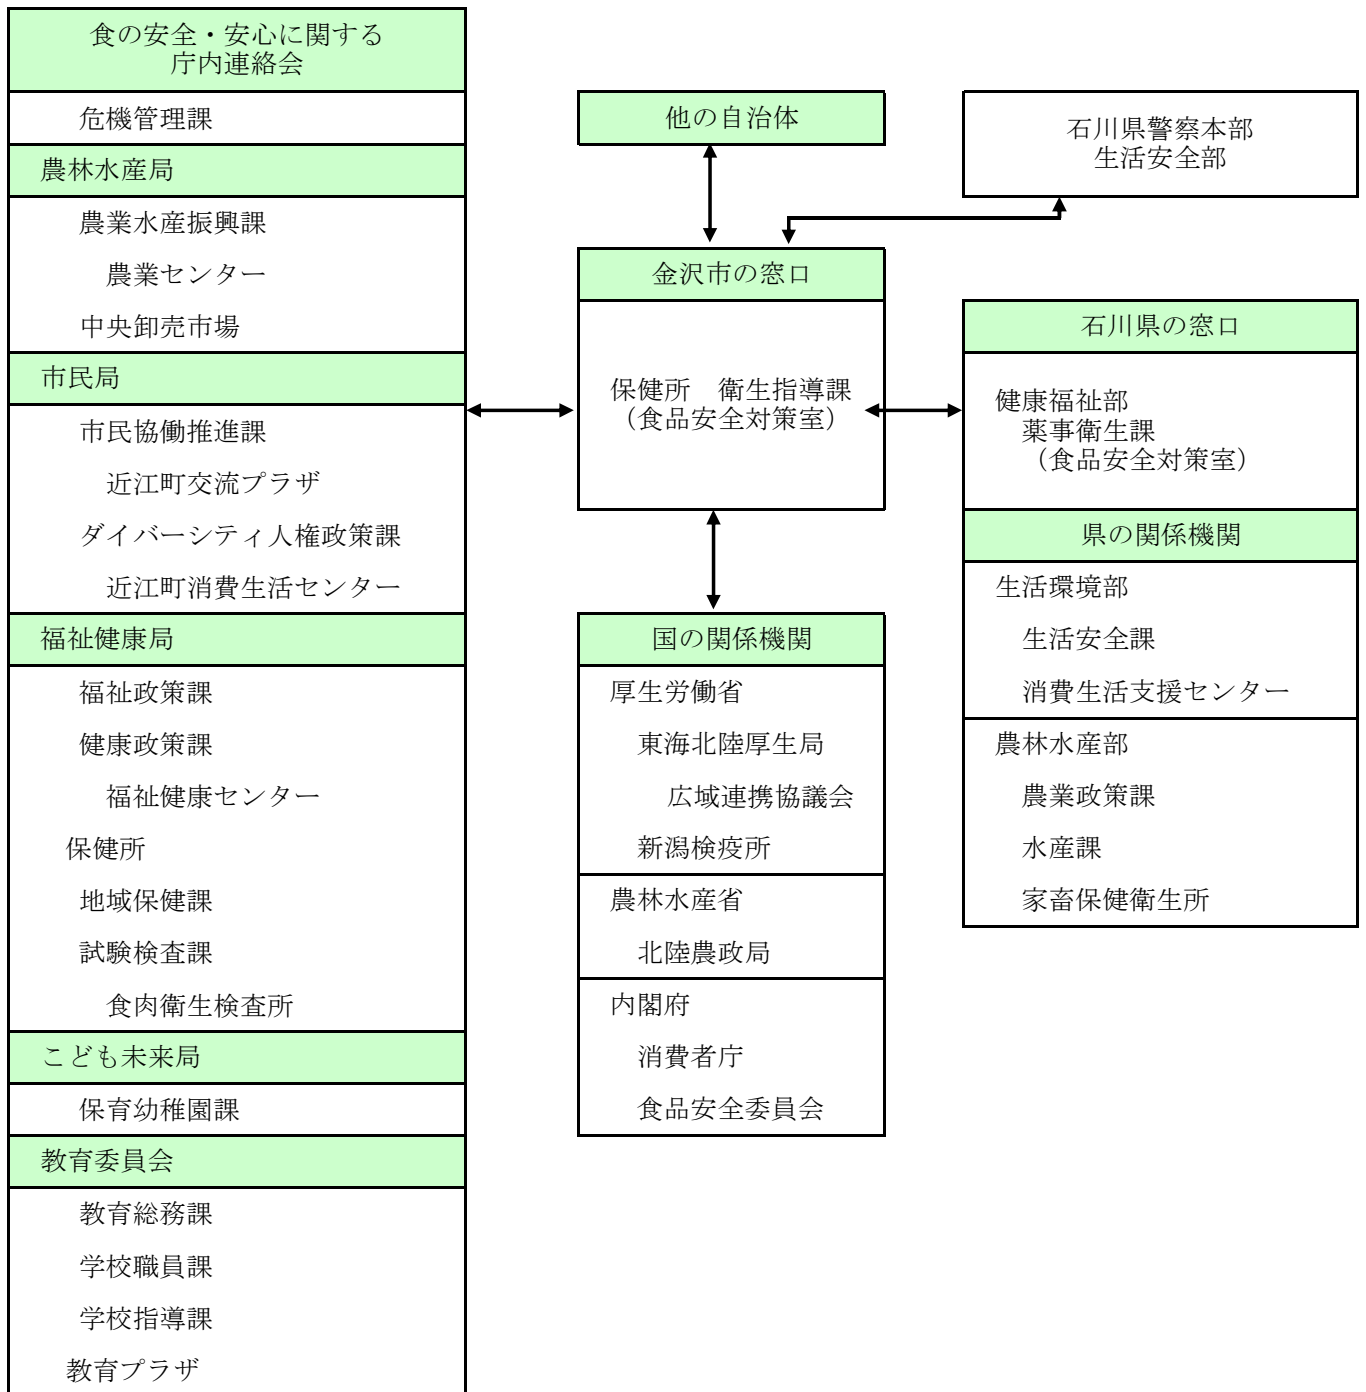 食の安全・安心に関する
庁内連絡会
危機管理課
農林水産局
農業水産振興課
農業センター
中央卸売市場
市民局
市民協働推進課
近江町交流プラザ
ダイバーシティ人権政策課
近江町消費生活センター
福祉健康局
福祉政策課
健康政策課
福祉健康センター
保健所
地域保健課
試験検査課
食肉衛生検査所
こども未来局
保育幼稚園課
教育委員会
教育総務課
学校職員課
学校指導課
教育プラザ
他の自治体
金沢市の窓口
保健所　衛生指導課
（食品安全対策室）
国の関係機関
厚生労働省
東海北陸厚生局
広域連携協議会
新潟検疫所
農林水産省
北陸農政局
内閣府
消費者庁
食品安全委員会
石川県警察本部
生活安全部
石川県の窓口
健康福祉部
薬事衛生課
（食品安全対策室）
県の関係機関
生活環境部
生活安全課
消費生活支援センター
農林水産部
農業政策課
水産課
家畜保健衛生所